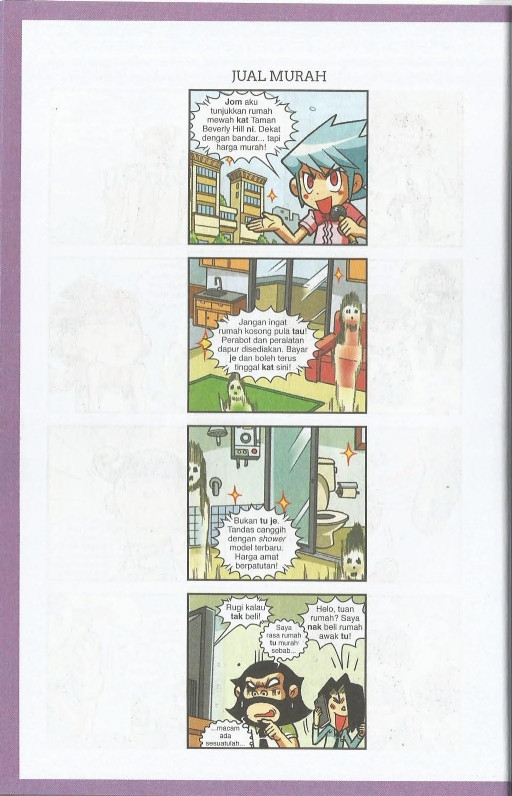 JUAL MURAH
Jom aku
tunjukkan rumah
mewah kat Taman
Beverly Hill ni. Dekat
dengan bandar... tapi
harga murah!
Jangan ingat
rumah kosong pula tau!
Perabot dan peralatan
dapur disediakan. Bayar
je dan boleh terus
tinggal kat sini!
Bukan tu je.
Tandas canggih
dengan shower
model terbaru.
Harga amat
berpatutan!
Rugi kalau
tak beli!
Saya
rasa rumah
tu murah
sebab...
Helo, tuan
rumah? Saya
nak beli rumah
awak tu!
...macam
ada
sesuatulah...